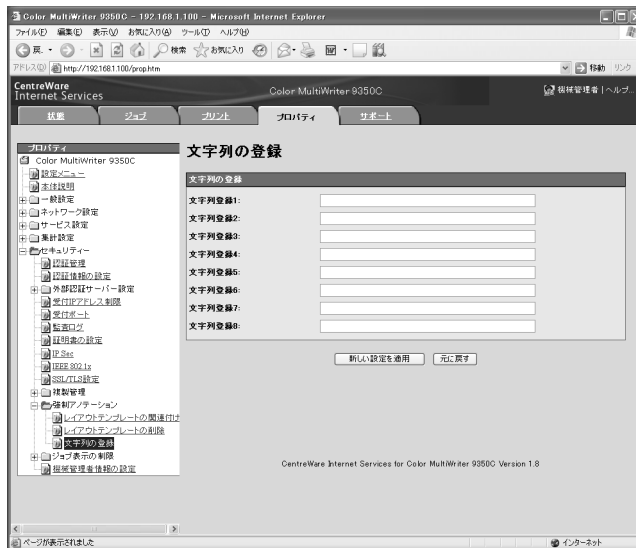 Color MultiWriter 9350C - 192.168.1.100 - Microsoft Internet Explorer
ファイル(F) 編集(E) 表示(V) お気に入り(A) ツール(T) ヘルプ(H)
戻る 検索 お気に入り
アドレス(D) http://192.168.1.100/prop.htm 移動 リンク
CentreWare
Internet Services
Color MultiWriter 9350C
機械管理者 | ヘルプ...
状態 ジョブ プリント プロパティ サポート
プロパティ
Color MultiWriter 9350C
設定メニュー
本体説明
一般設定
ネットワーク設定
サービス設定
集計設定
セキュリティー
認証管理
認証情報の設定
外部認証サーバー設定
受付IPアドレス制限
受付ポート
監査ログ
証明書の設定
IP Sec
IEEE 802.1x
SSL/TLS設定
複製管理
強制アノテーション
レイアウトテンプレートの関連付け
レイアウトテンプレートの削除
文字列の登録
ジョブ表示の制限
機械管理者情報の設定
文字列の登録
文字列の登録
文字列登録1:
文字列登録2:
文字列登録3:
文字列登録4:
文字列登録5:
文字列登録6:
文字列登録7:
文字列登録8:
新しい設定を適用 元に戻す
CentreWare Internet Services for Color MultiWriter 9350C Version 1.8
ページが表示されました インターネット